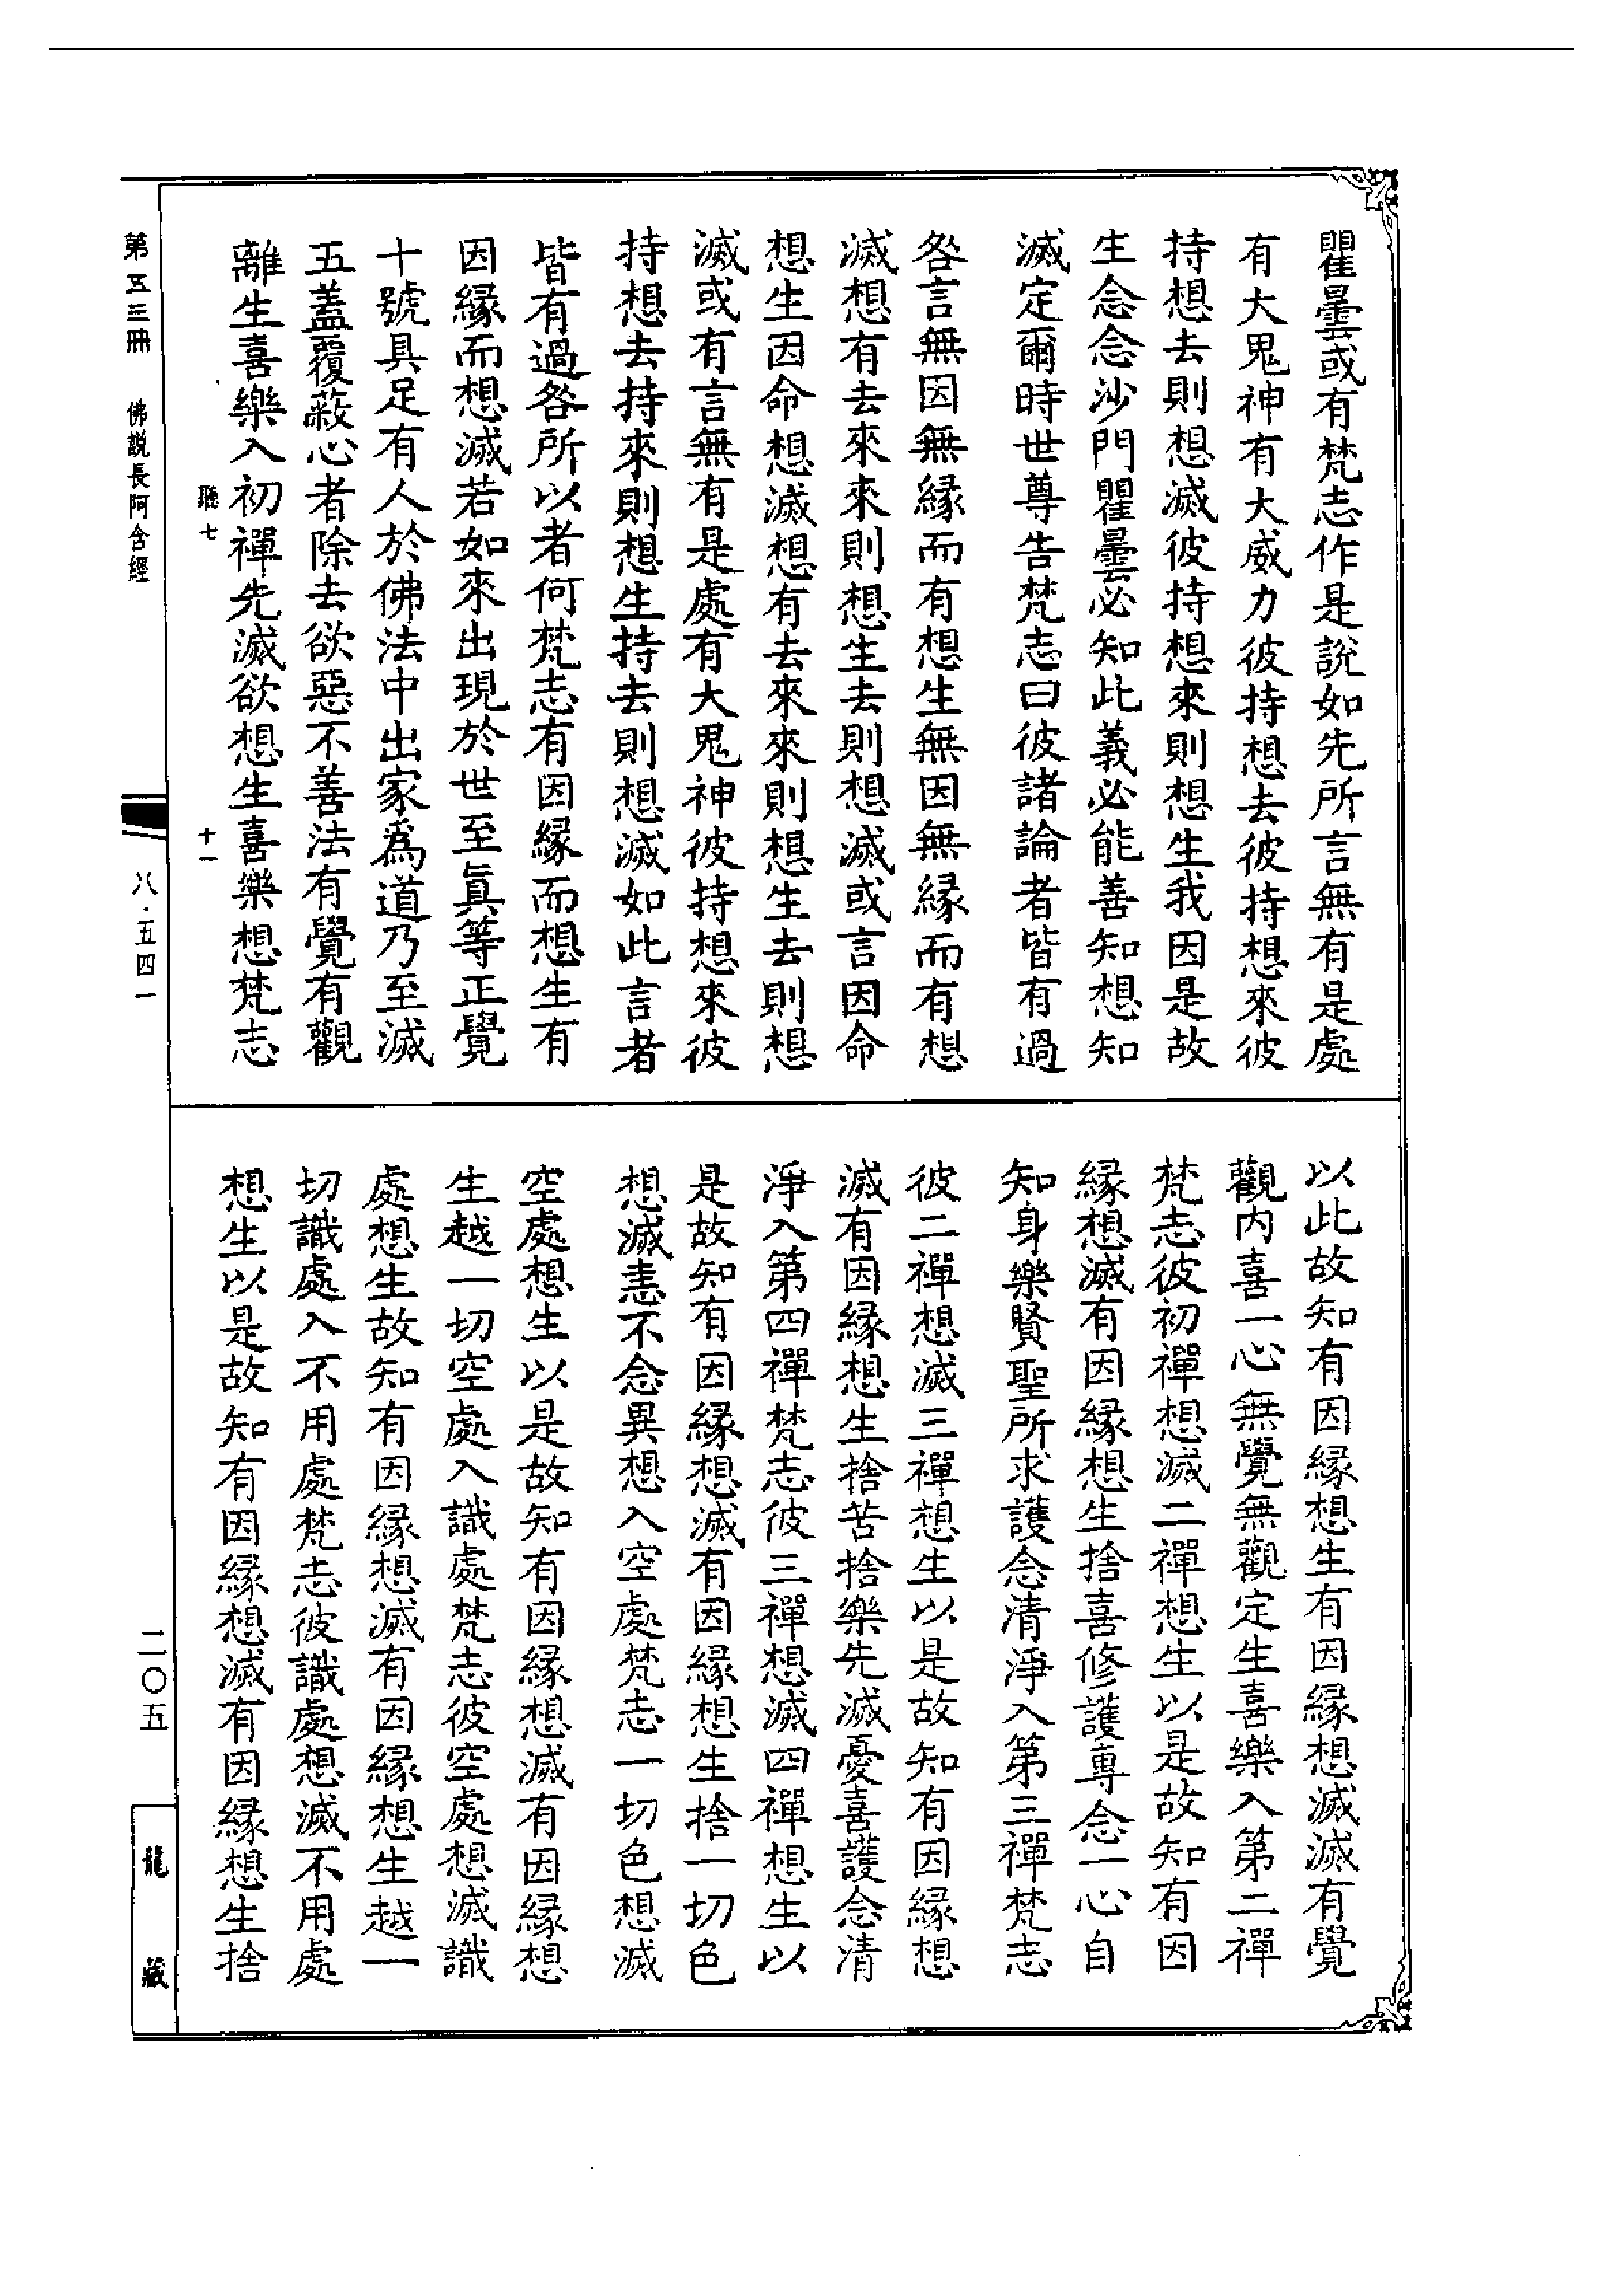 瞿曇或有梵志作是說如先所言無有是處
有大鬼神有大威力彼持想去彼持想來彼
持想去則想滅彼持想來則想生我因是故
生念念沙門瞿曇必知此義必能善知想知
滅定爾時世尊告梵志曰彼諸論者皆有過
各言無因無緣而有想生無因無緣而有想
滅想有去來來則想生去則想滅或言因命
想生因命想滅想有去來來則想生去則想
滅或有言無有是處有大鬼神彼持想來彼
持想去持來則想生持去則想滅如此言者
皆有過咎所以者何梵志有因緣而想生有
因緣而想滅若如來出現於世至眞等正覺
十號具足有人於佛法中出家爲道乃至滅
五蓋覆蔽心者除去欲惡不善法有覺有觀
離生喜樂入初禪先滅欲想生喜樂想梵志
以此故知有因緣想生有因緣想滅滅有覺
觀内喜一心無覺無觀定生喜樂入第二禪
梵志彼初禪想滅二禪想生以是故知有因
緣想滅有因緣想生捨喜修護專念一心自
知身樂賢聖所求護念清淨入第三禪梵志
彼二禪想滅三禪想生以是故知有因緣想
滅有因緣想生捨苦捨樂先滅憂喜護念清
淨入第四禪梵志彼三禪想滅四禪想生以
是故知有因緣想滅有因緣想生捨一切色
想滅恚不念異想入空處梵志一切色想滅
空處想生以是故知有因緣想滅有因緣想
生越一切空處入識處梵志彼空處想滅識
處想生故知有因緣想滅有因緣想生越一
切識處入不用處梵志彼識處想滅不用處
想生以是故知有因緣想滅有因緣想生捨
聽七 十一
第五三冊 佛說長阿含經 八·五四一 二〇五 龍藏